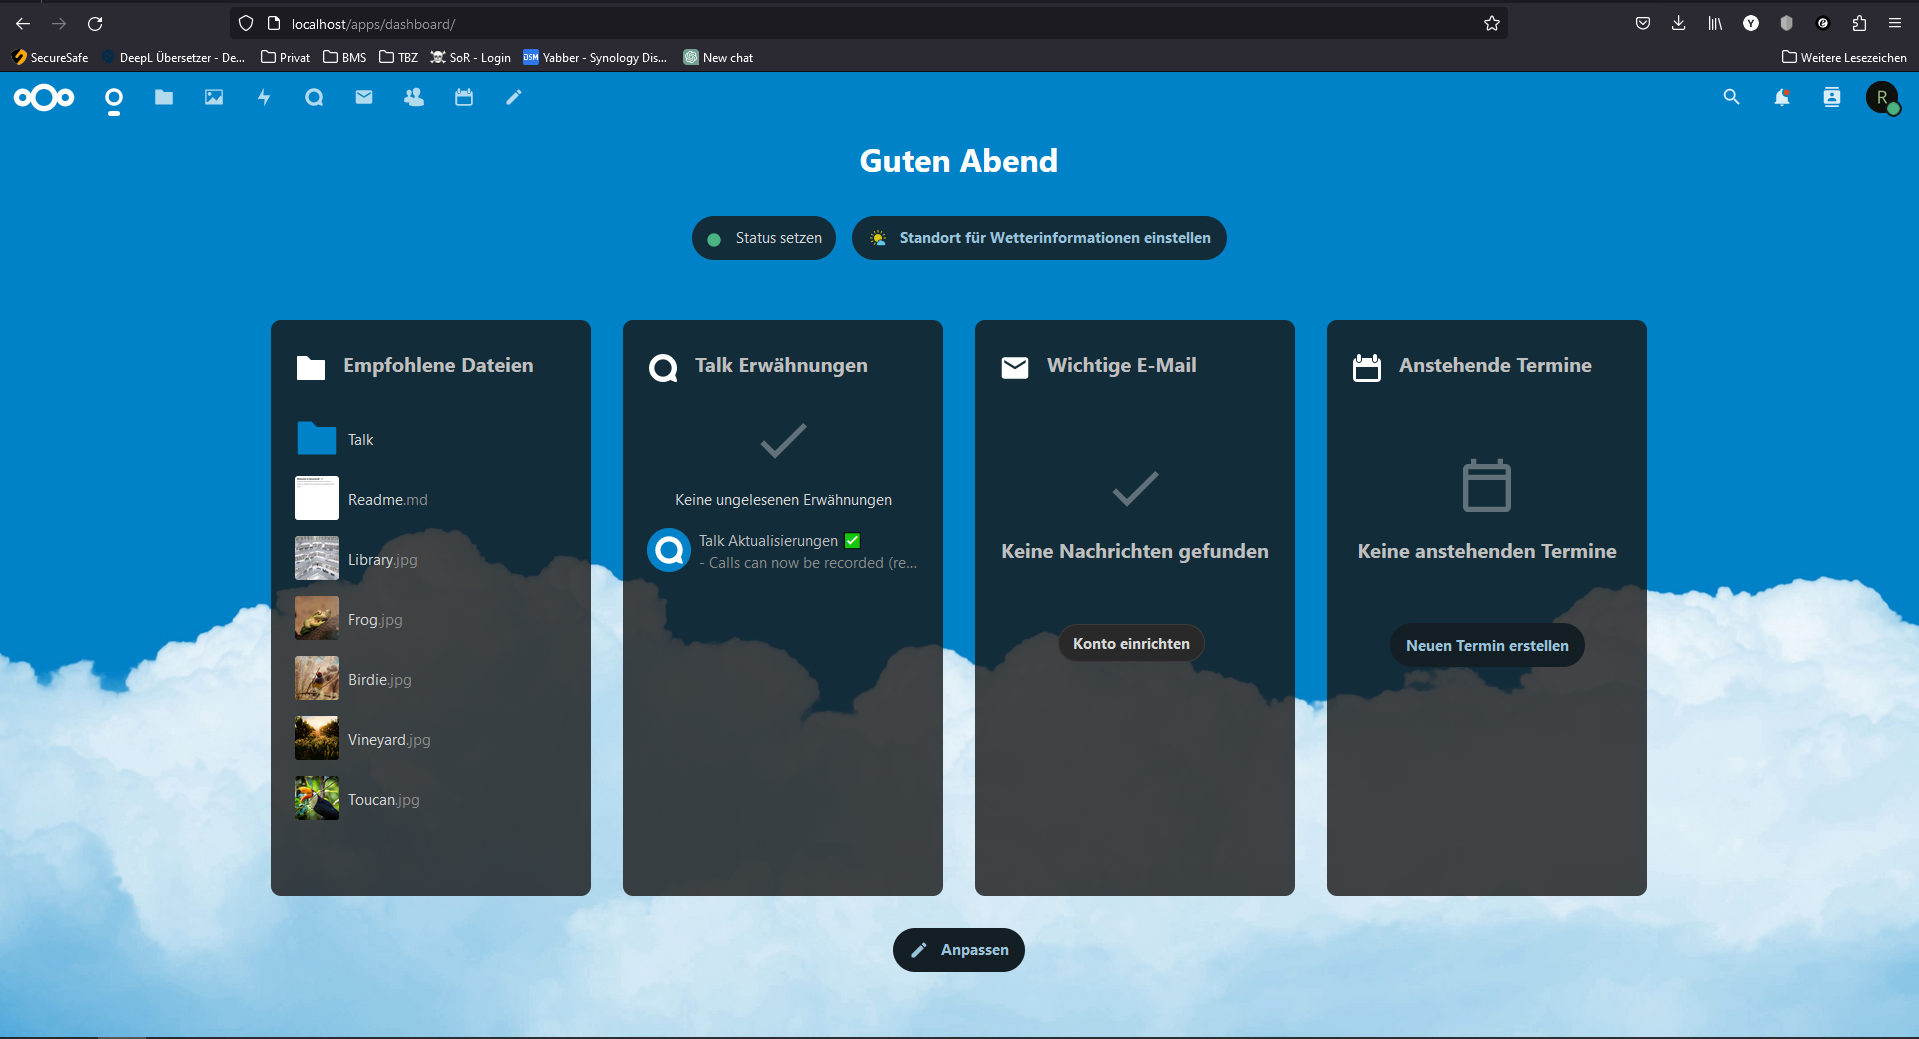 localhost/apps/dashboard/
SecureSafe
DeepL Übersetzer - De...
Privat
BMS
TBZ
SoR - Login
DSM
Yabber - Synology Dis...
New chat
Weitere Lesezeichen
R
Guten Abend
Status setzen
Standort für Wetterinformationen einstellen
Empfohlene Dateien
Talk
Readme.md
Library.jpg
Frog.jpg
Birdie.jpg
Vineyard.jpg
Toucan.jpg
Talk Erwähnungen
Keine ungelesenen Erwähnungen
Talk Aktualisierungen ✅
- Calls can now be recorded (re...
Wichtige E-Mail
Keine Nachrichten gefunden
Konto einrichten
Anstehende Termine
Keine anstehenden Termine
Neuen Termin erstellen
Anpassen